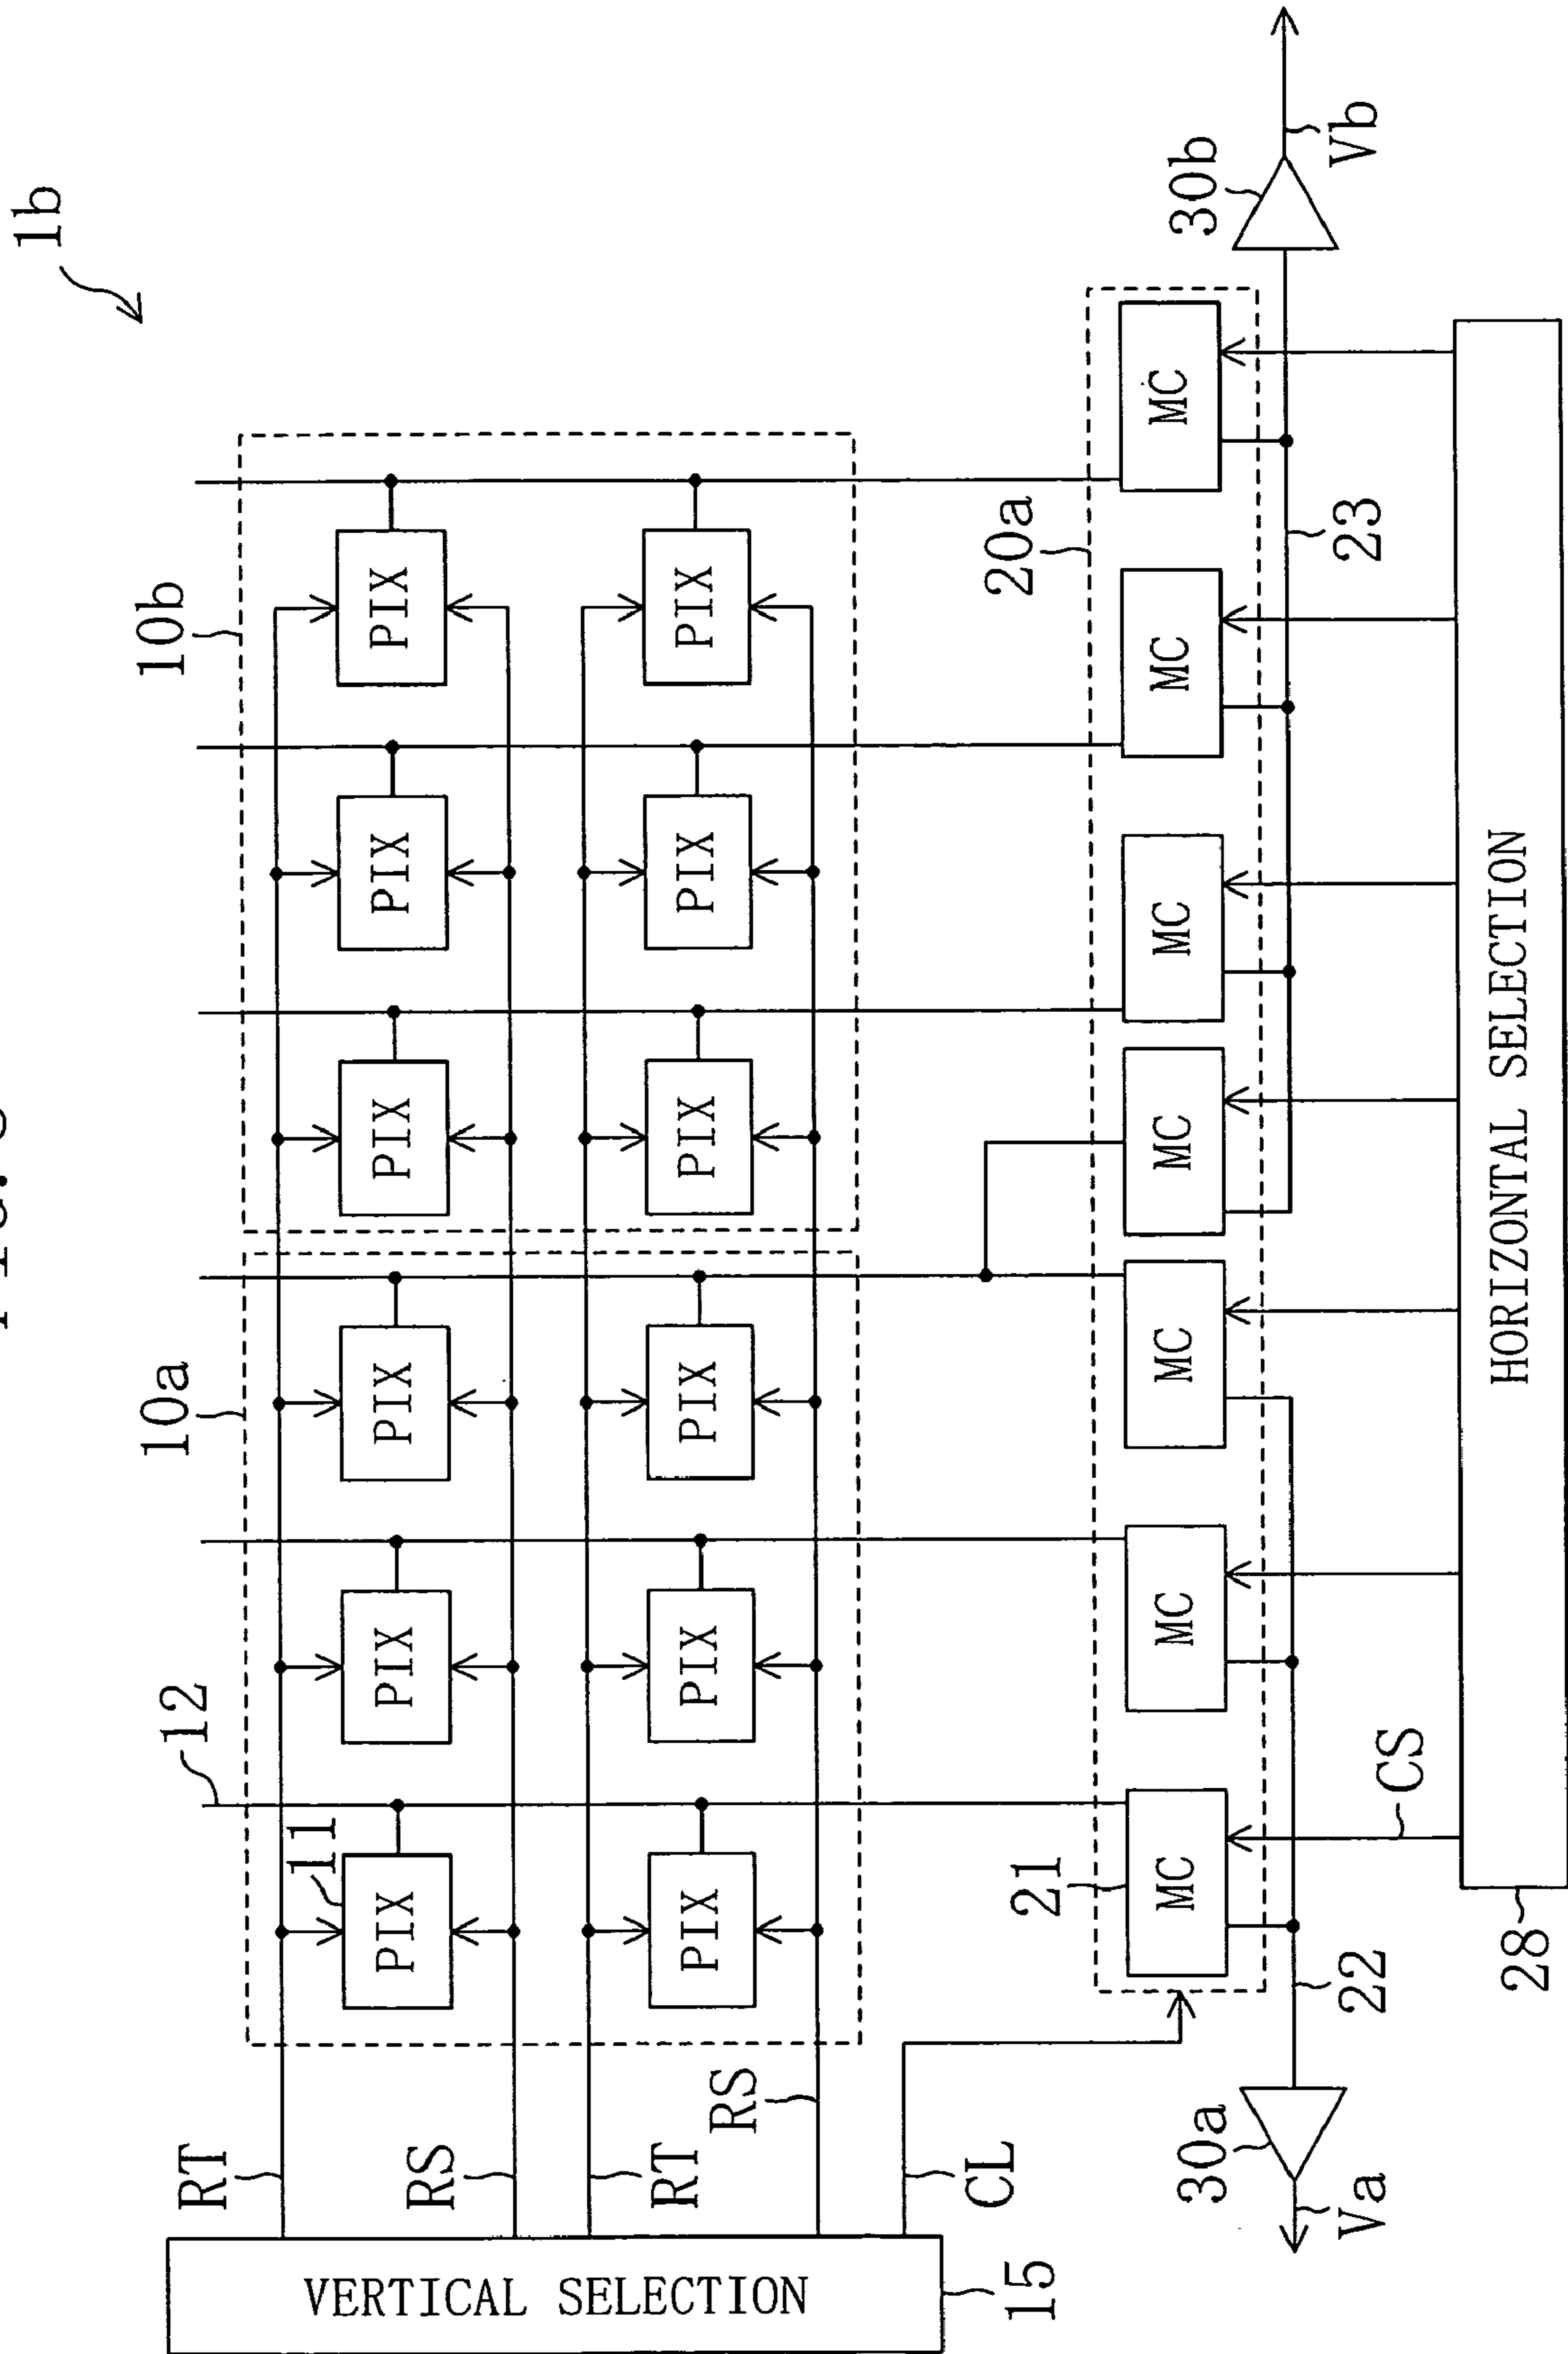 FIG.
1b
10a
10b
12
RT
11
PIX
PIX
PIX
PIX
PIX
PIX
RS
RT
PIX
PIX
PIX
PIX
PIX
PIX
RS
VERTICAL SELECTION
15
CL
20a
21
MC
MC
MC
MC
MC
MC
MC
30a
30b
Va
22
CS
23
Vb
HORIZONTAL SELECTION
28